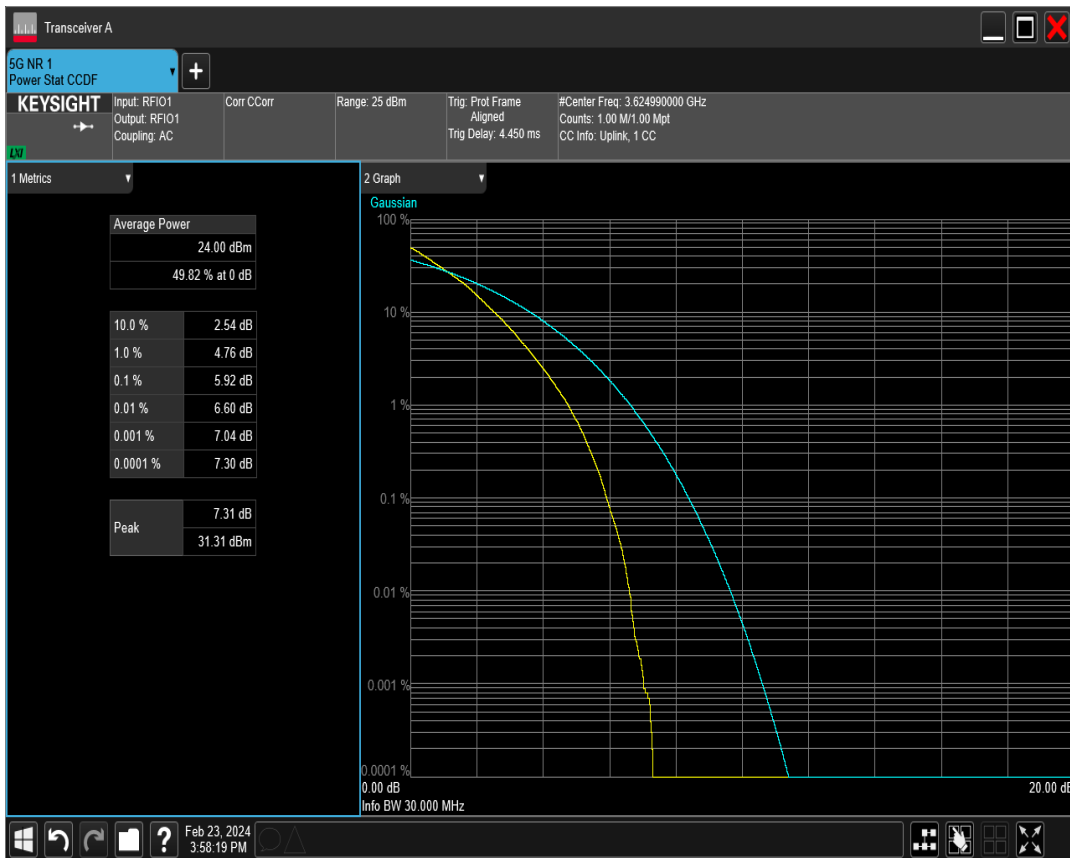 Transceiver A
5G NR 1
Power Stat CCDF
+
KEYSIGHT
LXI
Input: RFIO1
Output: RFIO1
Coupling: AC
Corr CCorr
Range: 25 dBm
Trig: Prot Frame
Aligned
Trig Delay: 4.450 ms
#Center Freq: 3.624990000 GHz
Counts: 1.00 M/1.00 Mpt
CC Info: Uplink, 1 CC
1 Metrics
Average Power
24.00 dBm
49.82 % at 0 dB
10.0 % 2.54 dB
1.0 % 4.76 dB
0.1 % 5.92 dB
0.01 % 6.60 dB
0.001 % 7.04 dB
0.0001 % 7.30 dB
Peak
7.31 dB
31.31 dBm
2 Graph
Gaussian
100 %
10 %
1 %
0.1 %
0.01 %
0.001 %
0.0001 %
0.00 dB 20.00 dB
Info BW 30.000 MHz
?
Feb 23, 2024
3:58:19 PM